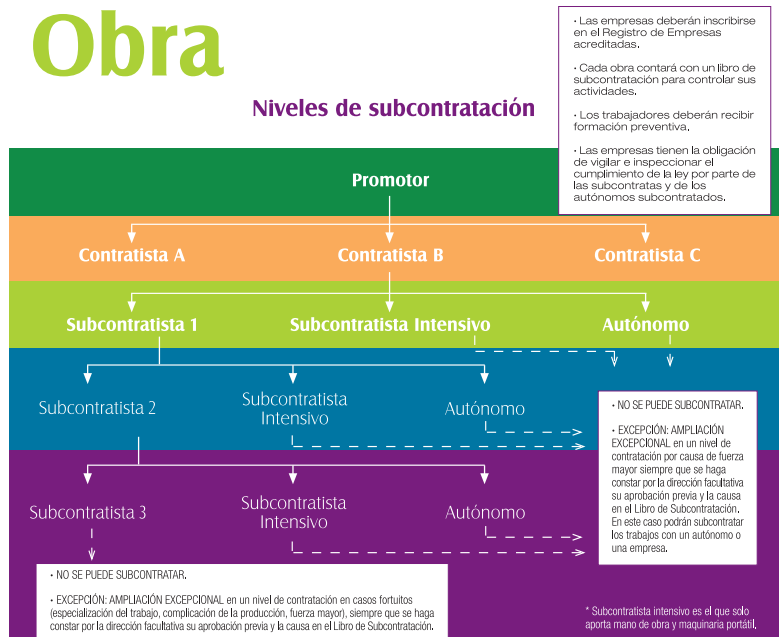 Obra
Niveles de subcontratación
· Las empresas deberán inscribirse
en el Registro de Empresas
acreditadas.
· Cada obra contará con un libro de
subcontratación para controlar sus
actividades.
· Los trabajadores deberán recibir
formación preventiva.
· Las empresas tienen la obligación
de vigilar e inspeccionar el
cumplimiento de la ley por parte de
las subcontratas y de los
autónomos subcontratados.
Promotor
Contratista A Contratista B Contratista C
Subcontratista 1 Subcontratista Intensivo Autónomo
Subcontratista 2
Subcontratista
Intensivo
Autónomo
· NO SE PUEDE SUBCONTRATAR.
· EXCEPCIÓN: AMPLIACIÓN
EXCEPCIONAL en un nivel de
contratación por causa de fuerza
mayor siempre que se haga
constar por la dirección facultativa
su aprobación previa y la causa
en el Libro de Subcontratación.
En este caso podrán subcontratar
los trabajos con un autónomo o
una empresa.
Subcontratista 3
Subcontratista
Intensivo
Autónomo
· NO SE PUEDE SUBCONTRATAR.
· EXCEPCIÓN: AMPLIACIÓN EXCEPCIONAL en un nivel de contratación en casos fortuitos
(especialización del trabajo, complicación de la producción, fuerza mayor), siempre que se haga
constar por la dirección facultativa su aprobación previa y la causa en el Libro de Subcontratación.
* Subcontratista intensivo es el que solo
aporta mano de obra y maquinaria portátil.